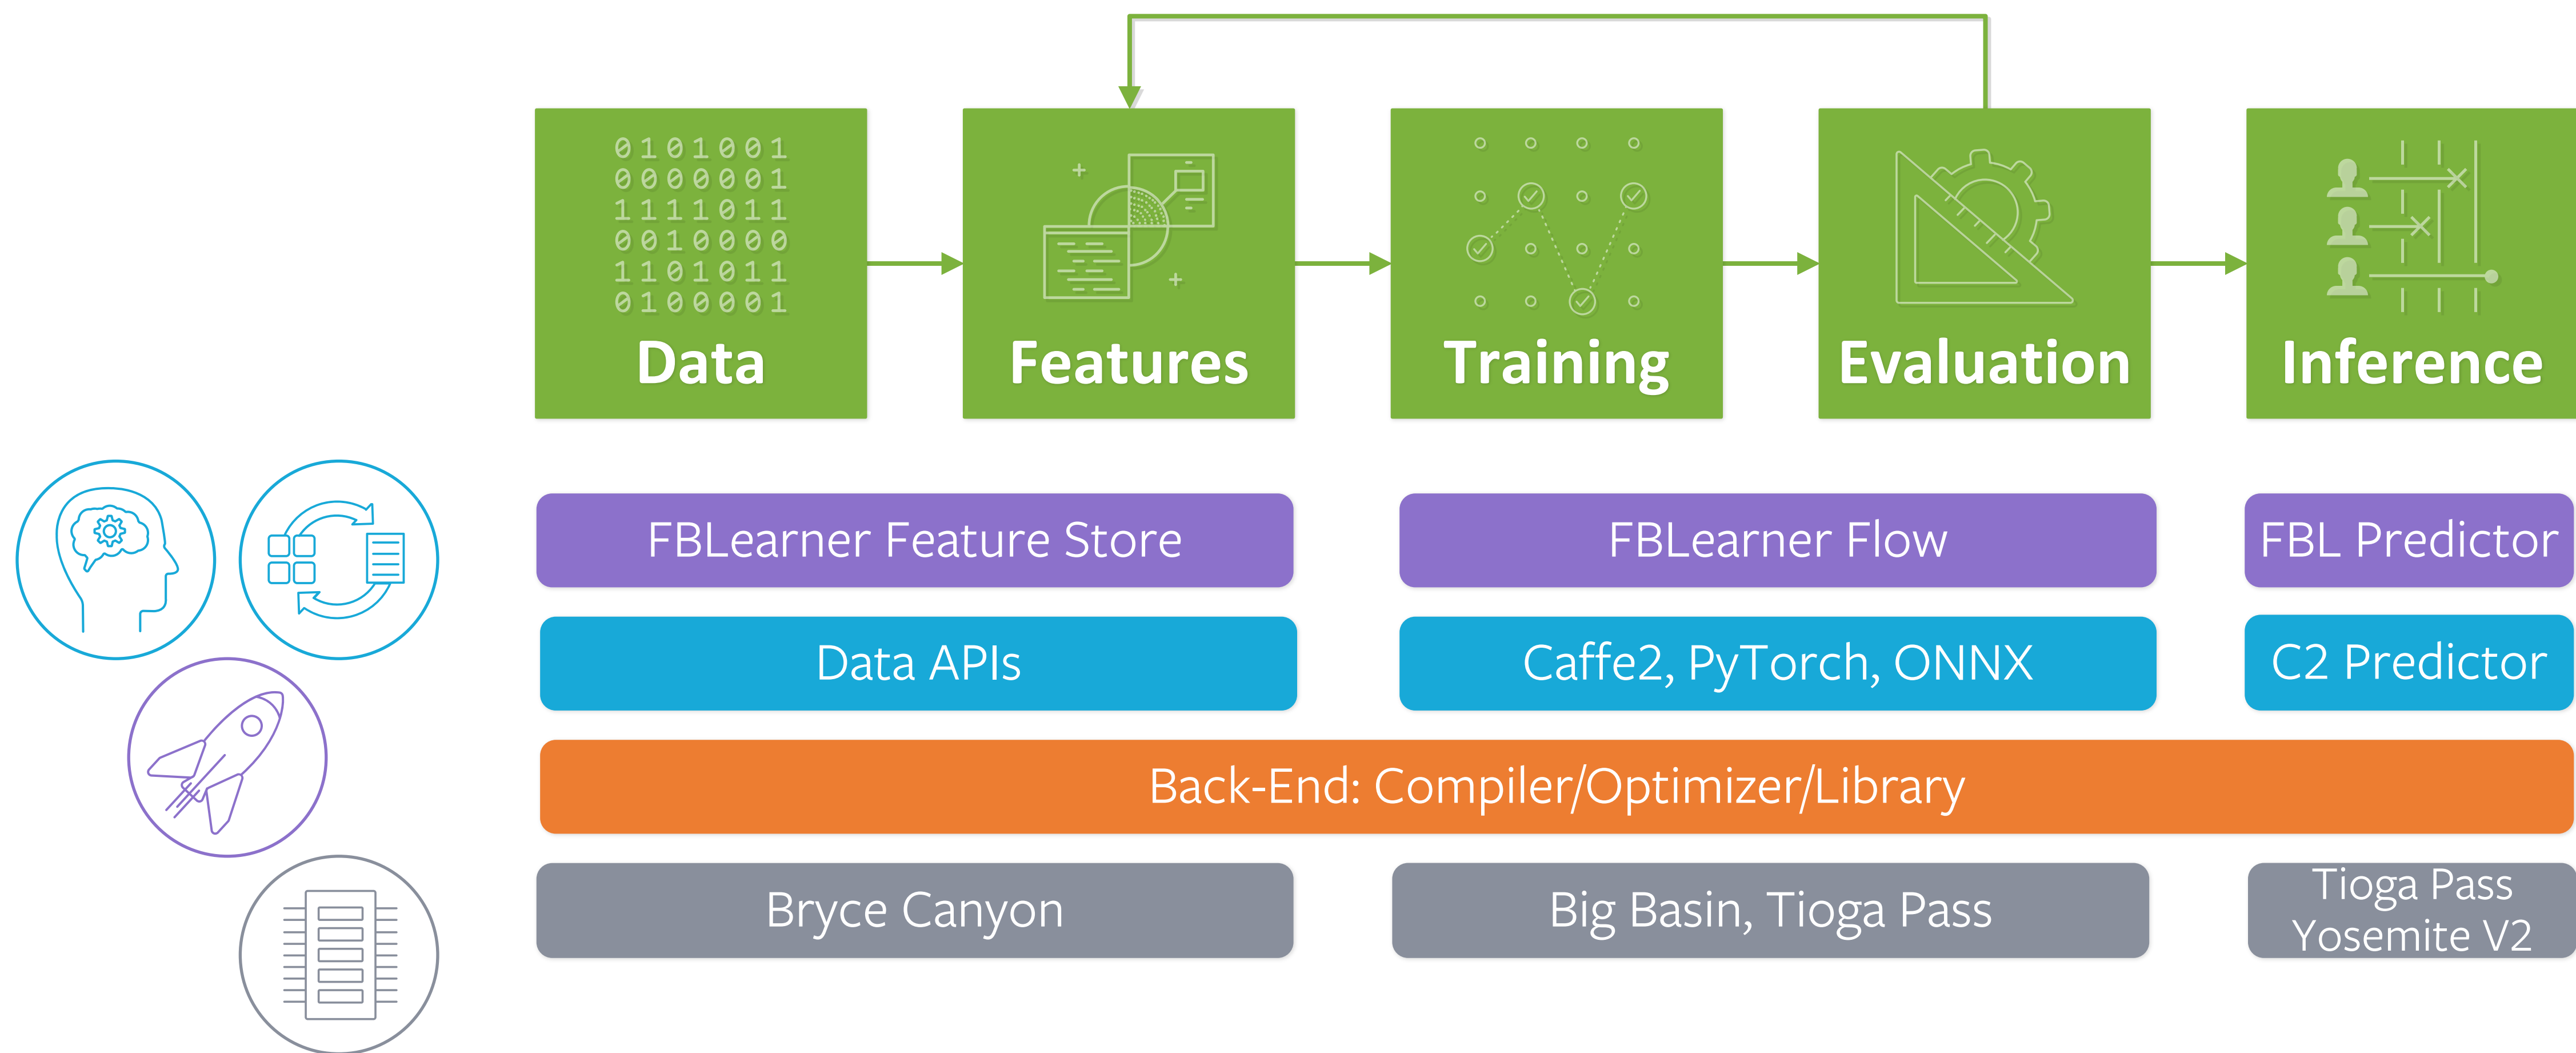 0101001
0000001
1111011
0010000
1101011
0100001
Data
Features
Training
Evaluation
Inference
FBLearner Feature Store
FBLearner Flow
FBL Predictor
Data APIs
Caffe2, PyTorch, ONNX
C2 Predictor
Back-End: Compiler/Optimizer/Library
Bryce Canyon
Big Basin, Tioga Pass
Tioga Pass
Yosemite V2